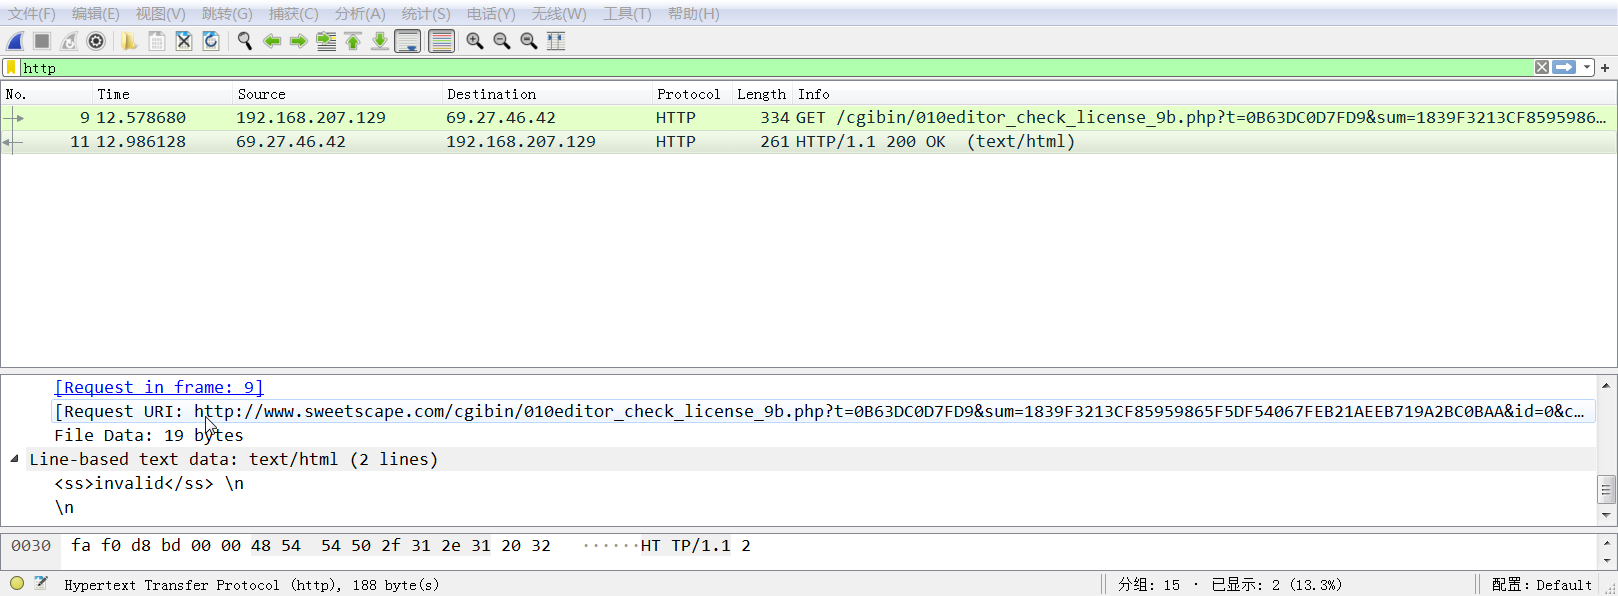 文件(F) 编辑(E) 视图(V) 跳转(G) 捕获(C) 分析(A) 统计(S) 电话(Y) 无线(W) 工具(T) 帮助(H)
http
No. Time Source Destination Protocol Length Info
9 12.578680 192.168.207.129 69.27.46.42 HTTP 334 GET /cgibin/010editor_check_license_9b.php?t=0B63DC0D7FD9&sum=1839F3213CF8595986…
11 12.986128 69.27.46.42 192.168.207.129 HTTP 261 HTTP/1.1 200 OK  (text/html)
[Request in frame: 9]
[Request URI: http://www.sweetscape.com/cgibin/010editor_check_license_9b.php?t=0B63DC0D7FD9&sum=1839F3213CF85959865F5DF54067FEB21AEEB719A2BC0BAA&id=0&c…
File Data: 19 bytes
Line-based text data: text/html (2 lines)
<ss>invalid</ss> \n
\n
0030 fa f0 d8 bd 00 00 48 54 54 50 2f 31 2e 31 20 32 ······HT TP/1.1 2
Hypertext Transfer Protocol (http), 188 byte(s) 分组: 15 · 已显示: 2 (13.3%) 配置: Default